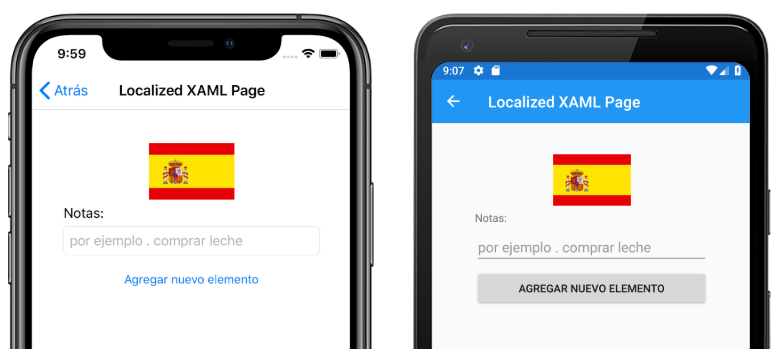 9:59
Atrás
Localized XAML Page
Notas:
por ejemplo . comprar leche
Agregar nuevo elemento
9:07
Localized XAML Page
Notas:
por ejemplo . comprar leche
AGREGAR NUEVO ELEMENTO